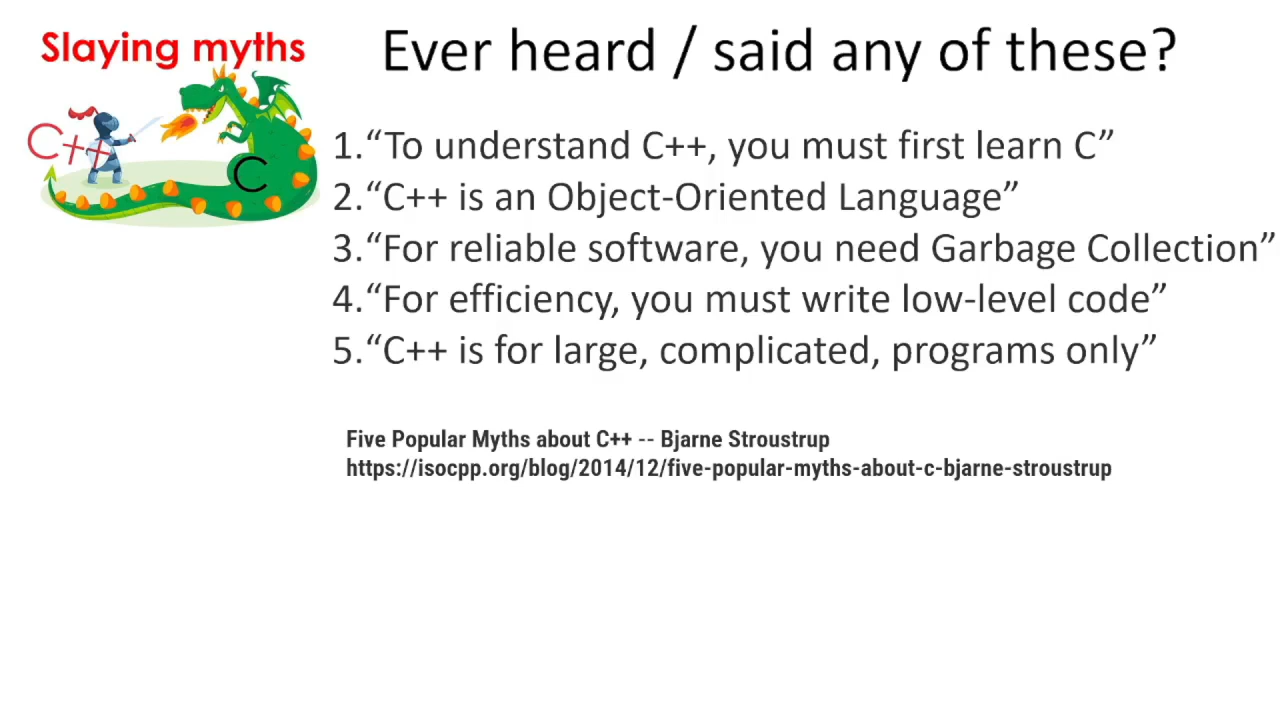 Slaying myths
Ever heard / said any of these?
C++
C
1.“To understand C++, you must first learn C”
2.“C++ is an Object-Oriented Language”
3.“For reliable software, you need Garbage Collection”
4.“For efficiency, you must write low-level code”
5.“C++ is for large, complicated, programs only”
Five Popular Myths about C++ -- Bjarne Stroustrup
https://isocpp.org/blog/2014/12/five-popular-myths-about-c-bjarne-stroustrup